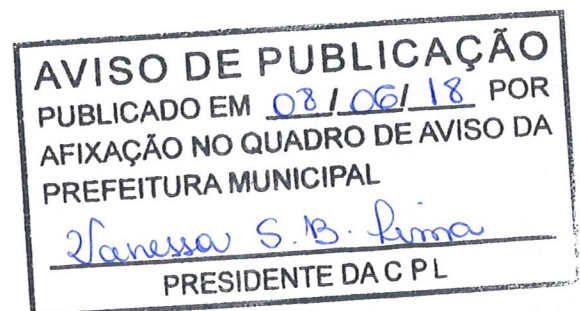 AVISO DE PUBLICAÇÃO
PUBLICADO EM 08/06/18 POR
AFIXAÇÃO NO QUADRO DE AVISO DA
PREFEITURA MUNICIPAL
Vanessa S. B. Lima
PRESIDENTE DA C P L